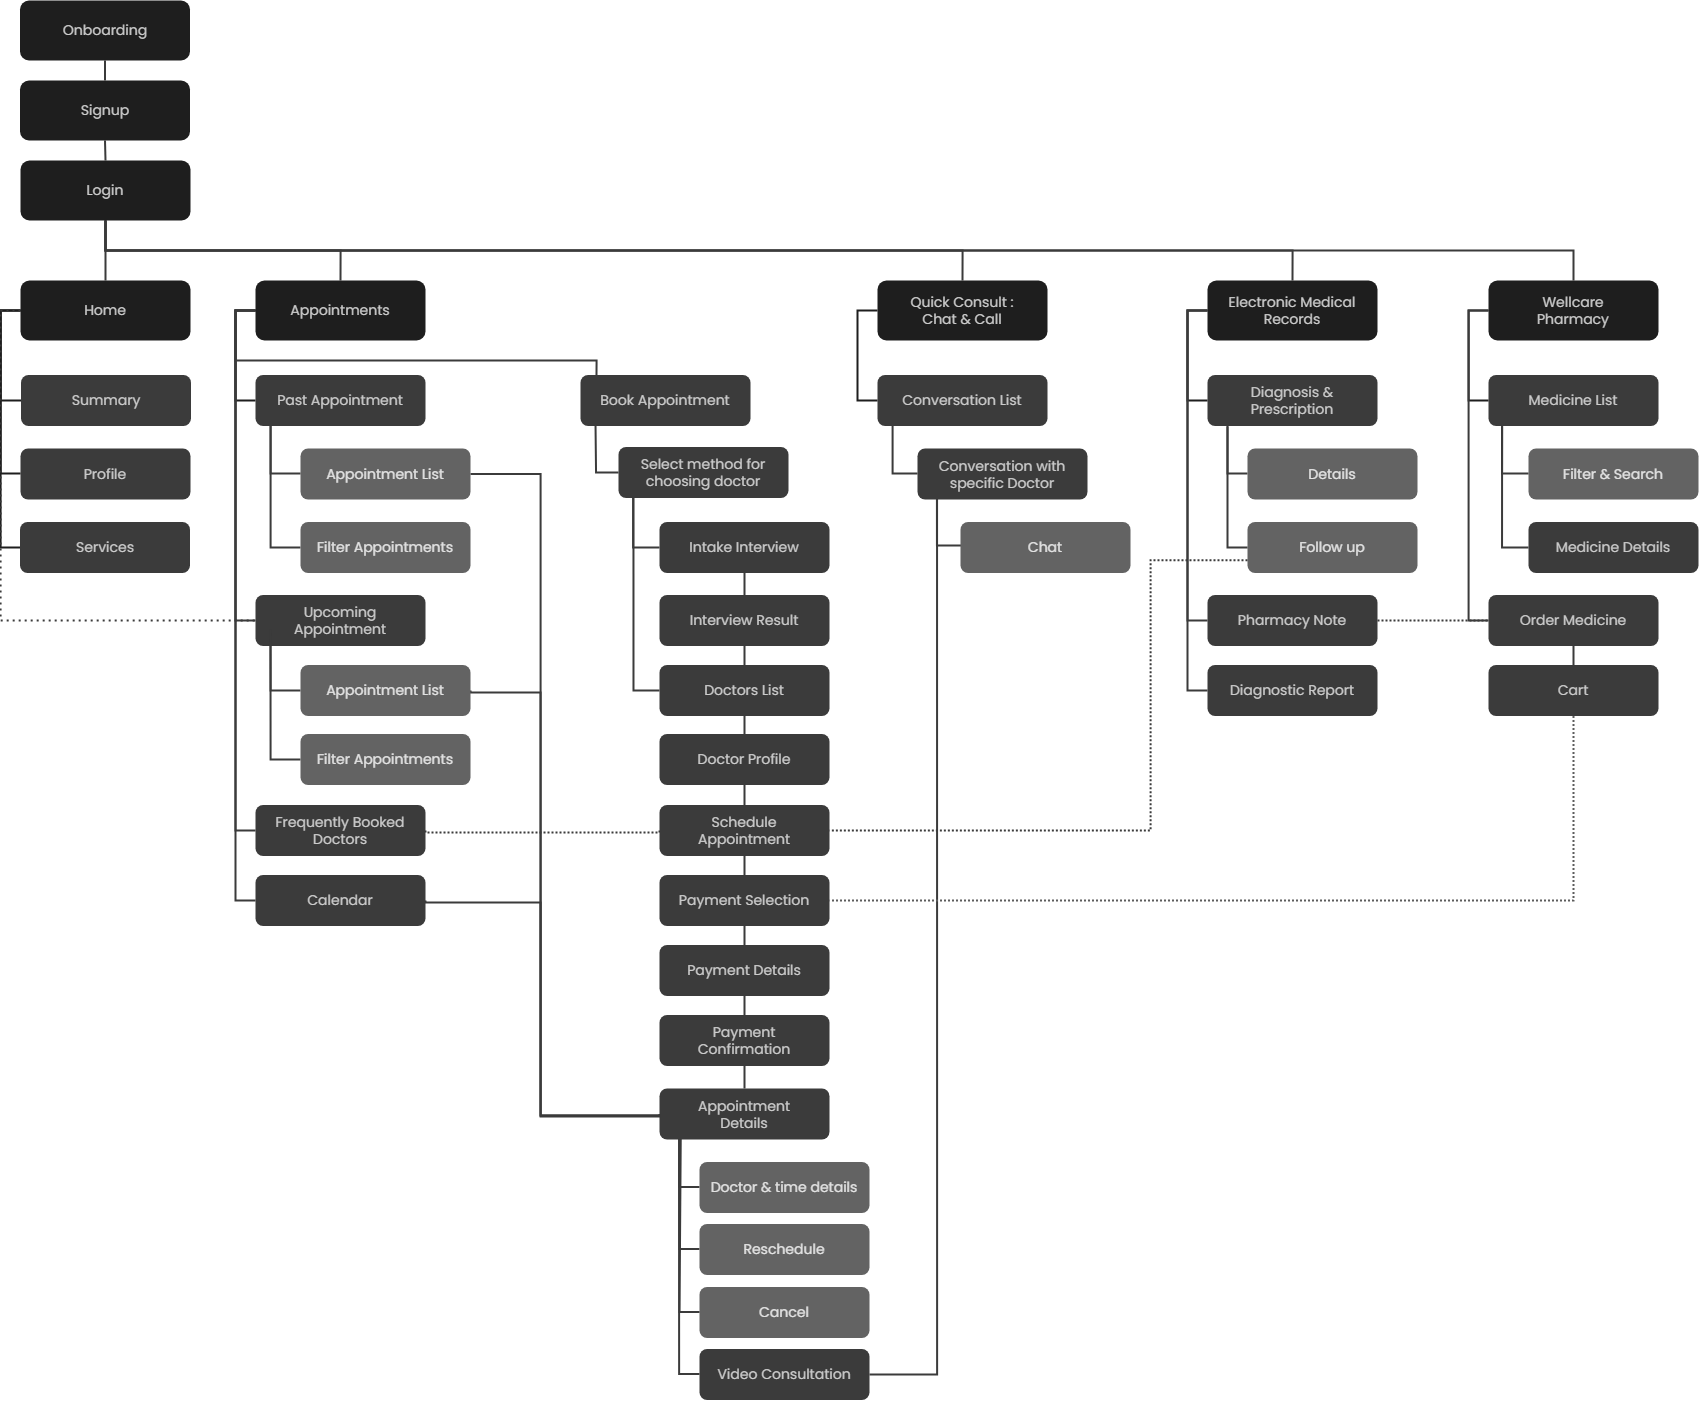 Onboarding
Signup
Login
Home
Summary
Profile
Services
Appointments
Past Appointment
Appointment List
Filter Appointments
Upcoming
Appointment
Appointment List
Filter Appointments
Frequently Booked
Doctors
Calendar
Book Appointment
Select method for
choosing doctor
Intake Interview
Interview Result
Doctors List
Doctor Profile
Schedule
Appointment
Payment Selection
Payment Details
Payment
Confirmation
Appointment
Details
Doctor & time details
Reschedule
Cancel
Video Consultation
Quick Consult :
Chat & Call
Conversation List
Conversation with
specific Doctor
Chat
Electronic Medical
Records
Diagnosis &
Prescription
Details
Follow up
Pharmacy Note
Diagnostic Report
Wellcare
Pharmacy
Medicine List
Filter & Search
Medicine Details
Order Medicine
Cart